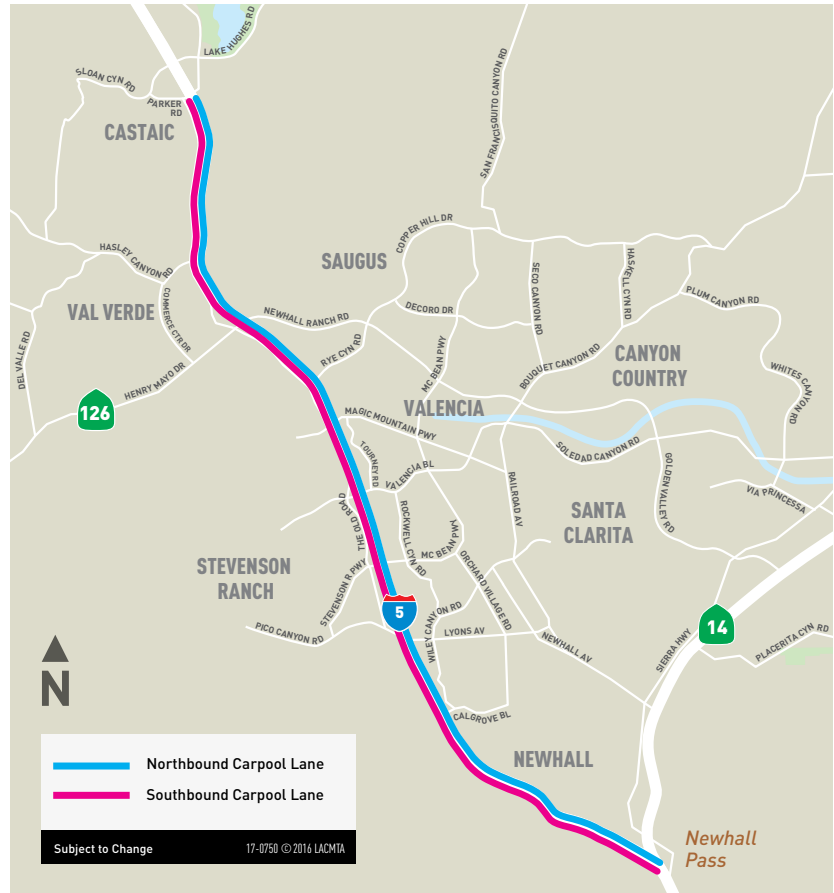 LAKE HUGHES RD
SLOAN CYN RD
PARKER
RD
CASTAIC
SAN FRANCISQUITO CANYON RD
COPPER HILL DR
HASLEY CANYON RD
SAUGUS
SECO CANYON RD
HASKELL CYN RD
VAL VERDE
COMMERCE CTR DR
NEWHALL RANCH RD
DECORO DR
PLUM CANYON RD
DEL VALLE RD
RYE CYN RD
MC BEAN PWY
BOUQUET CANYON RD
CANYON
COUNTRY
WHITES CANYON RD
HENRY MAYO DR
126
VALENCIA
MAGIC MOUNTAIN PWY
SOLEDAD CANYON RD
TOURNEY RD
VALENCIA BL
RAILROAD AV
GOLDEN VALLEY RD
VIA PRINCESSA
THE OLD ROAD
ROCKWELL CYN RD
SANTA
CLARITA
STEVENSON
RANCH
MC BEAN PWY
ORCHARD VILLAGE RD
STEVENSON R PWY
5
WILEY CANYON RD
PICO CANYON RD
LYONS AV
NEWHALL AV
SIERRA HWY
14
PLACERITA CYN RD
N
CALGROVE BL
NEWHALL
Northbound Carpool Lane
Southbound Carpool Lane
Newhall
Pass
Subject to Change
17-0750 © 2016 LACMTA